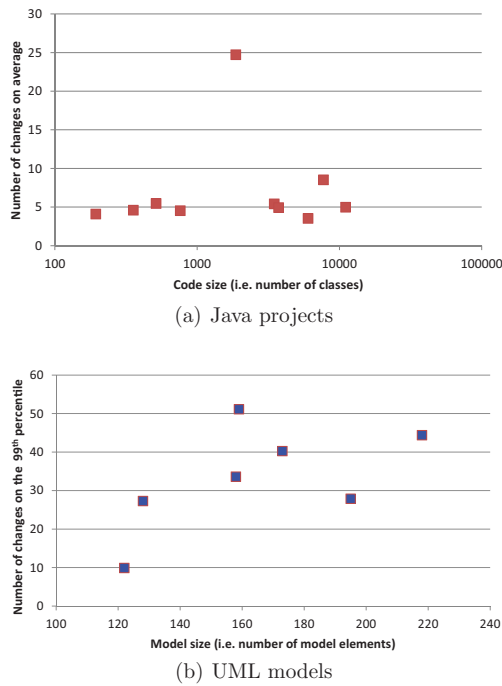 30
25
20
15
10
5
0
Number of changes on average
100 1000 10000 100000
Code size (i.e. number of classes)
(a) Java projects
60
50
40
30
20
10
0
Number of changes on the 99th percentile
100 120 140 160 180 200 220 240
Model size (i.e. number of model elements)
(b) UML models